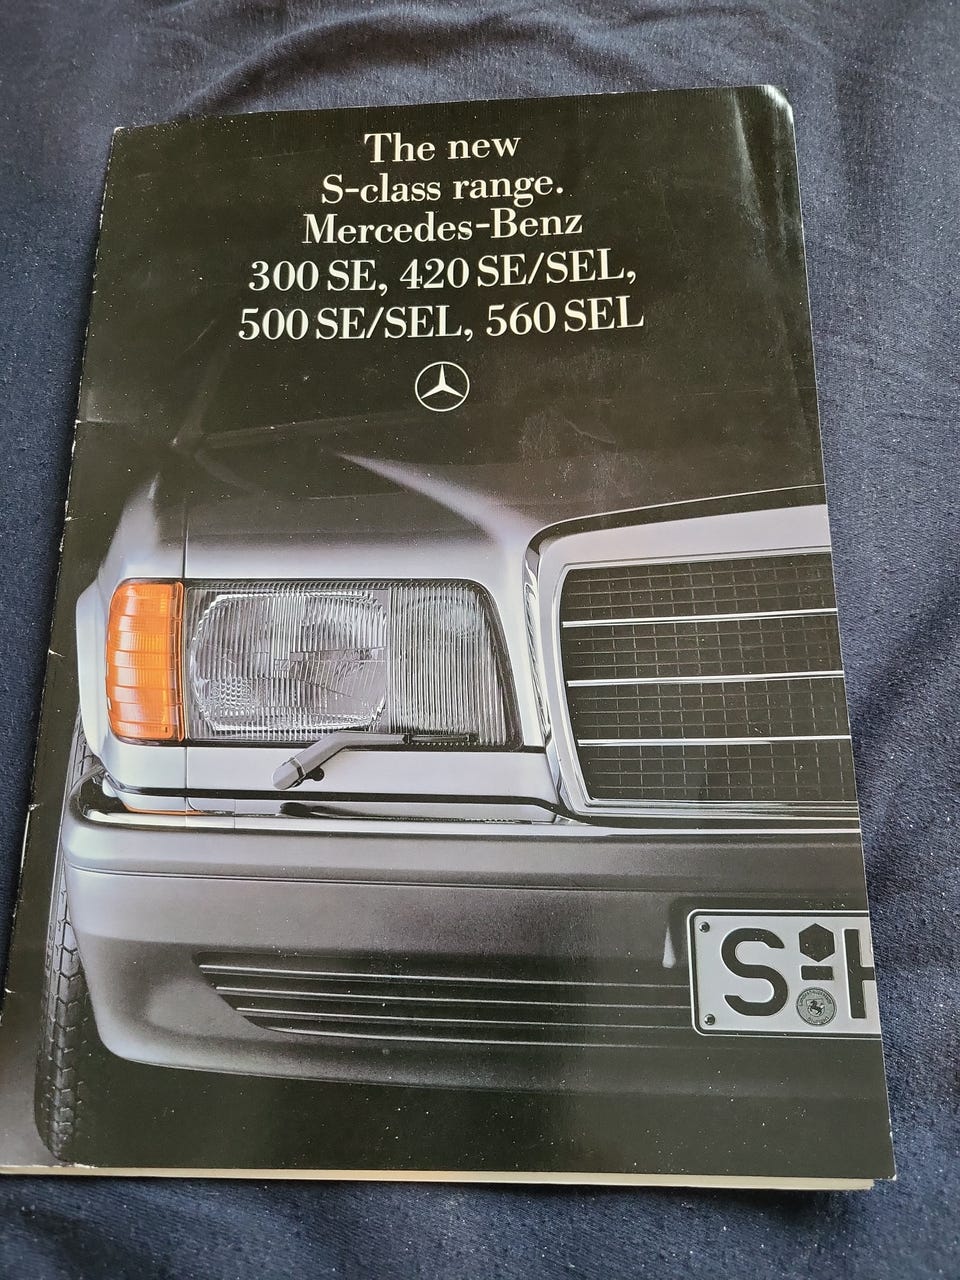 The new
S-class range.
Mercedes-Benz
300 SE, 420 SE/SEL,
500 SE/SEL, 560 SEL
S-H